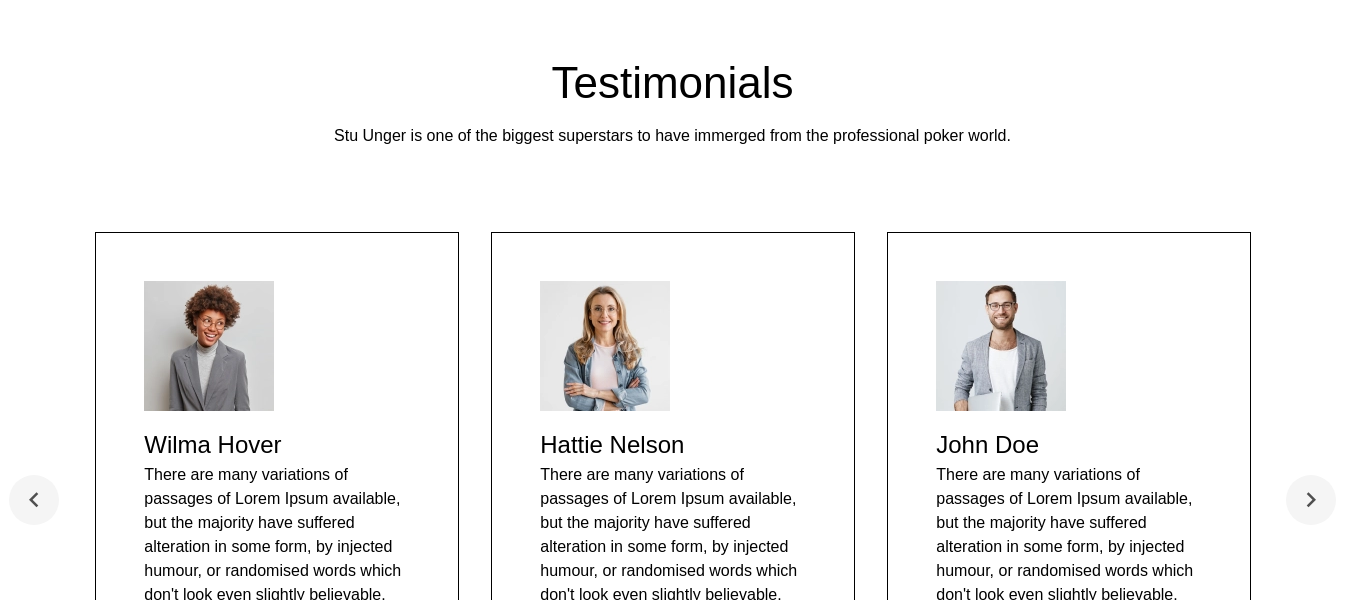 Testimonials
Stu Unger is one of the biggest superstars to have immerged from the professional poker world.
Wilma Hover
There are many variations of
passages of Lorem Ipsum available,
but the majority have suffered
alteration in some form, by injected
humour, or randomised words which
don't look even slightly believable.
Hattie Nelson
There are many variations of
passages of Lorem Ipsum available,
but the majority have suffered
alteration in some form, by injected
humour, or randomised words which
don't look even slightly believable.
John Doe
There are many variations of
passages of Lorem Ipsum available,
but the majority have suffered
alteration in some form, by injected
humour, or randomised words which
don't look even slightly believable.